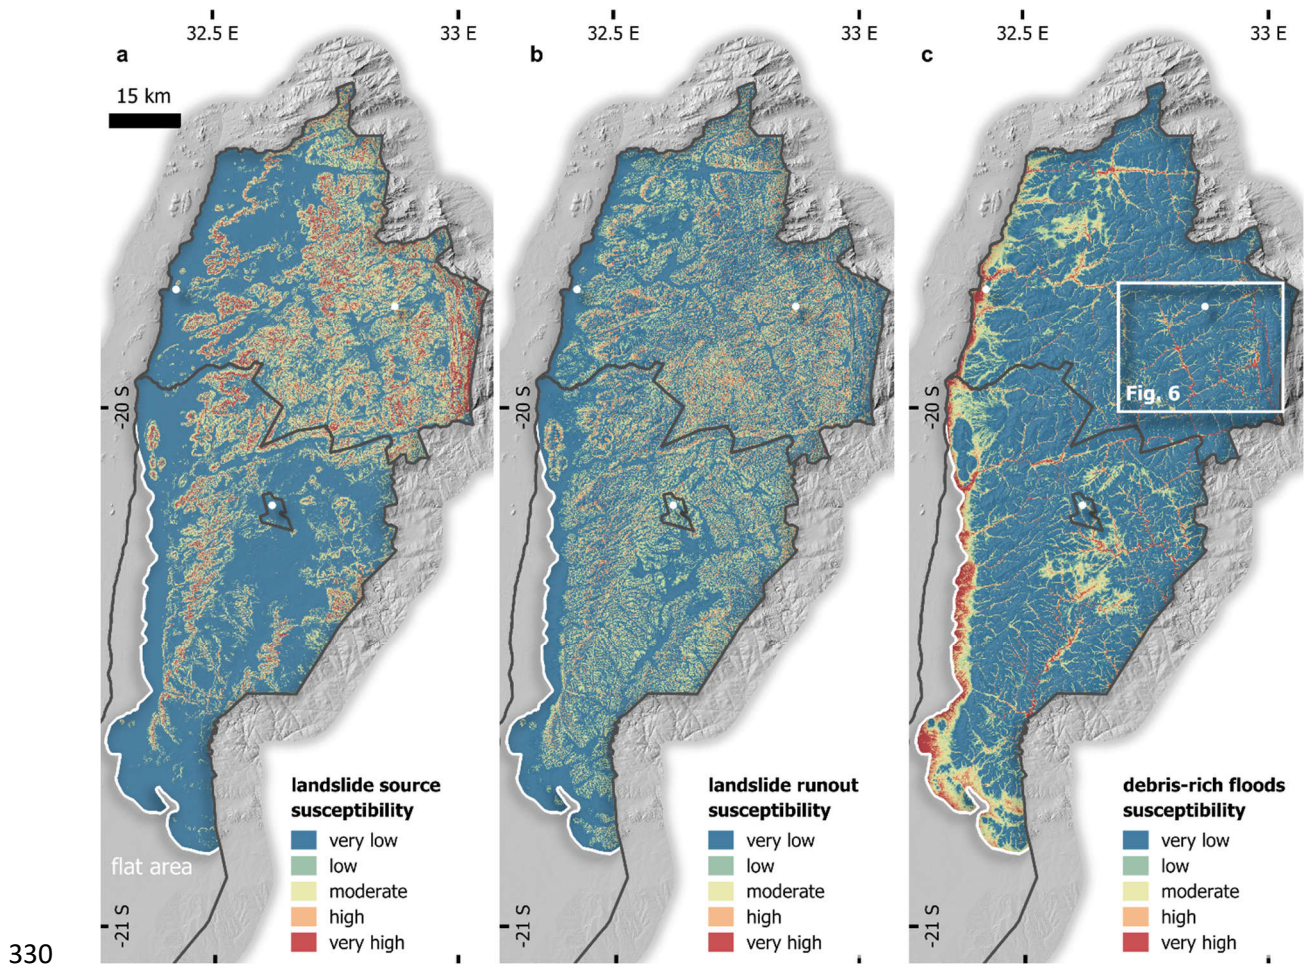 32.5 E
33 E
32.5 E
33 E
32.5 E
33 E
a
b
c
15 km
-20 S
-20 S
-20 S
Fig. 6
landslide source
susceptibility
very low
low
moderate
high
very high
flat area
landslide runout
susceptibility
very low
low
moderate
high
very high
debris-rich floods
susceptibility
very low
low
moderate
high
very high
-21 S
-21 S
-21 S
330